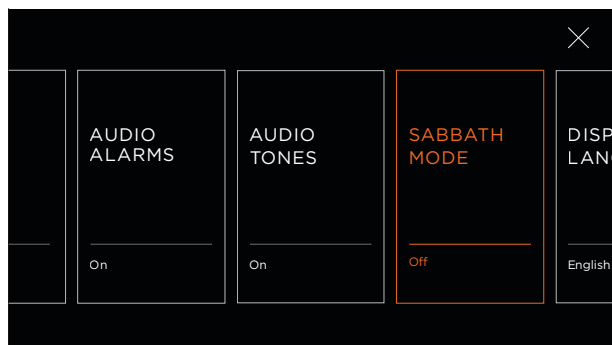 AUDIO
ALARMS
On
AUDIO
TONES
On
SABBATH
MODE
Off
English